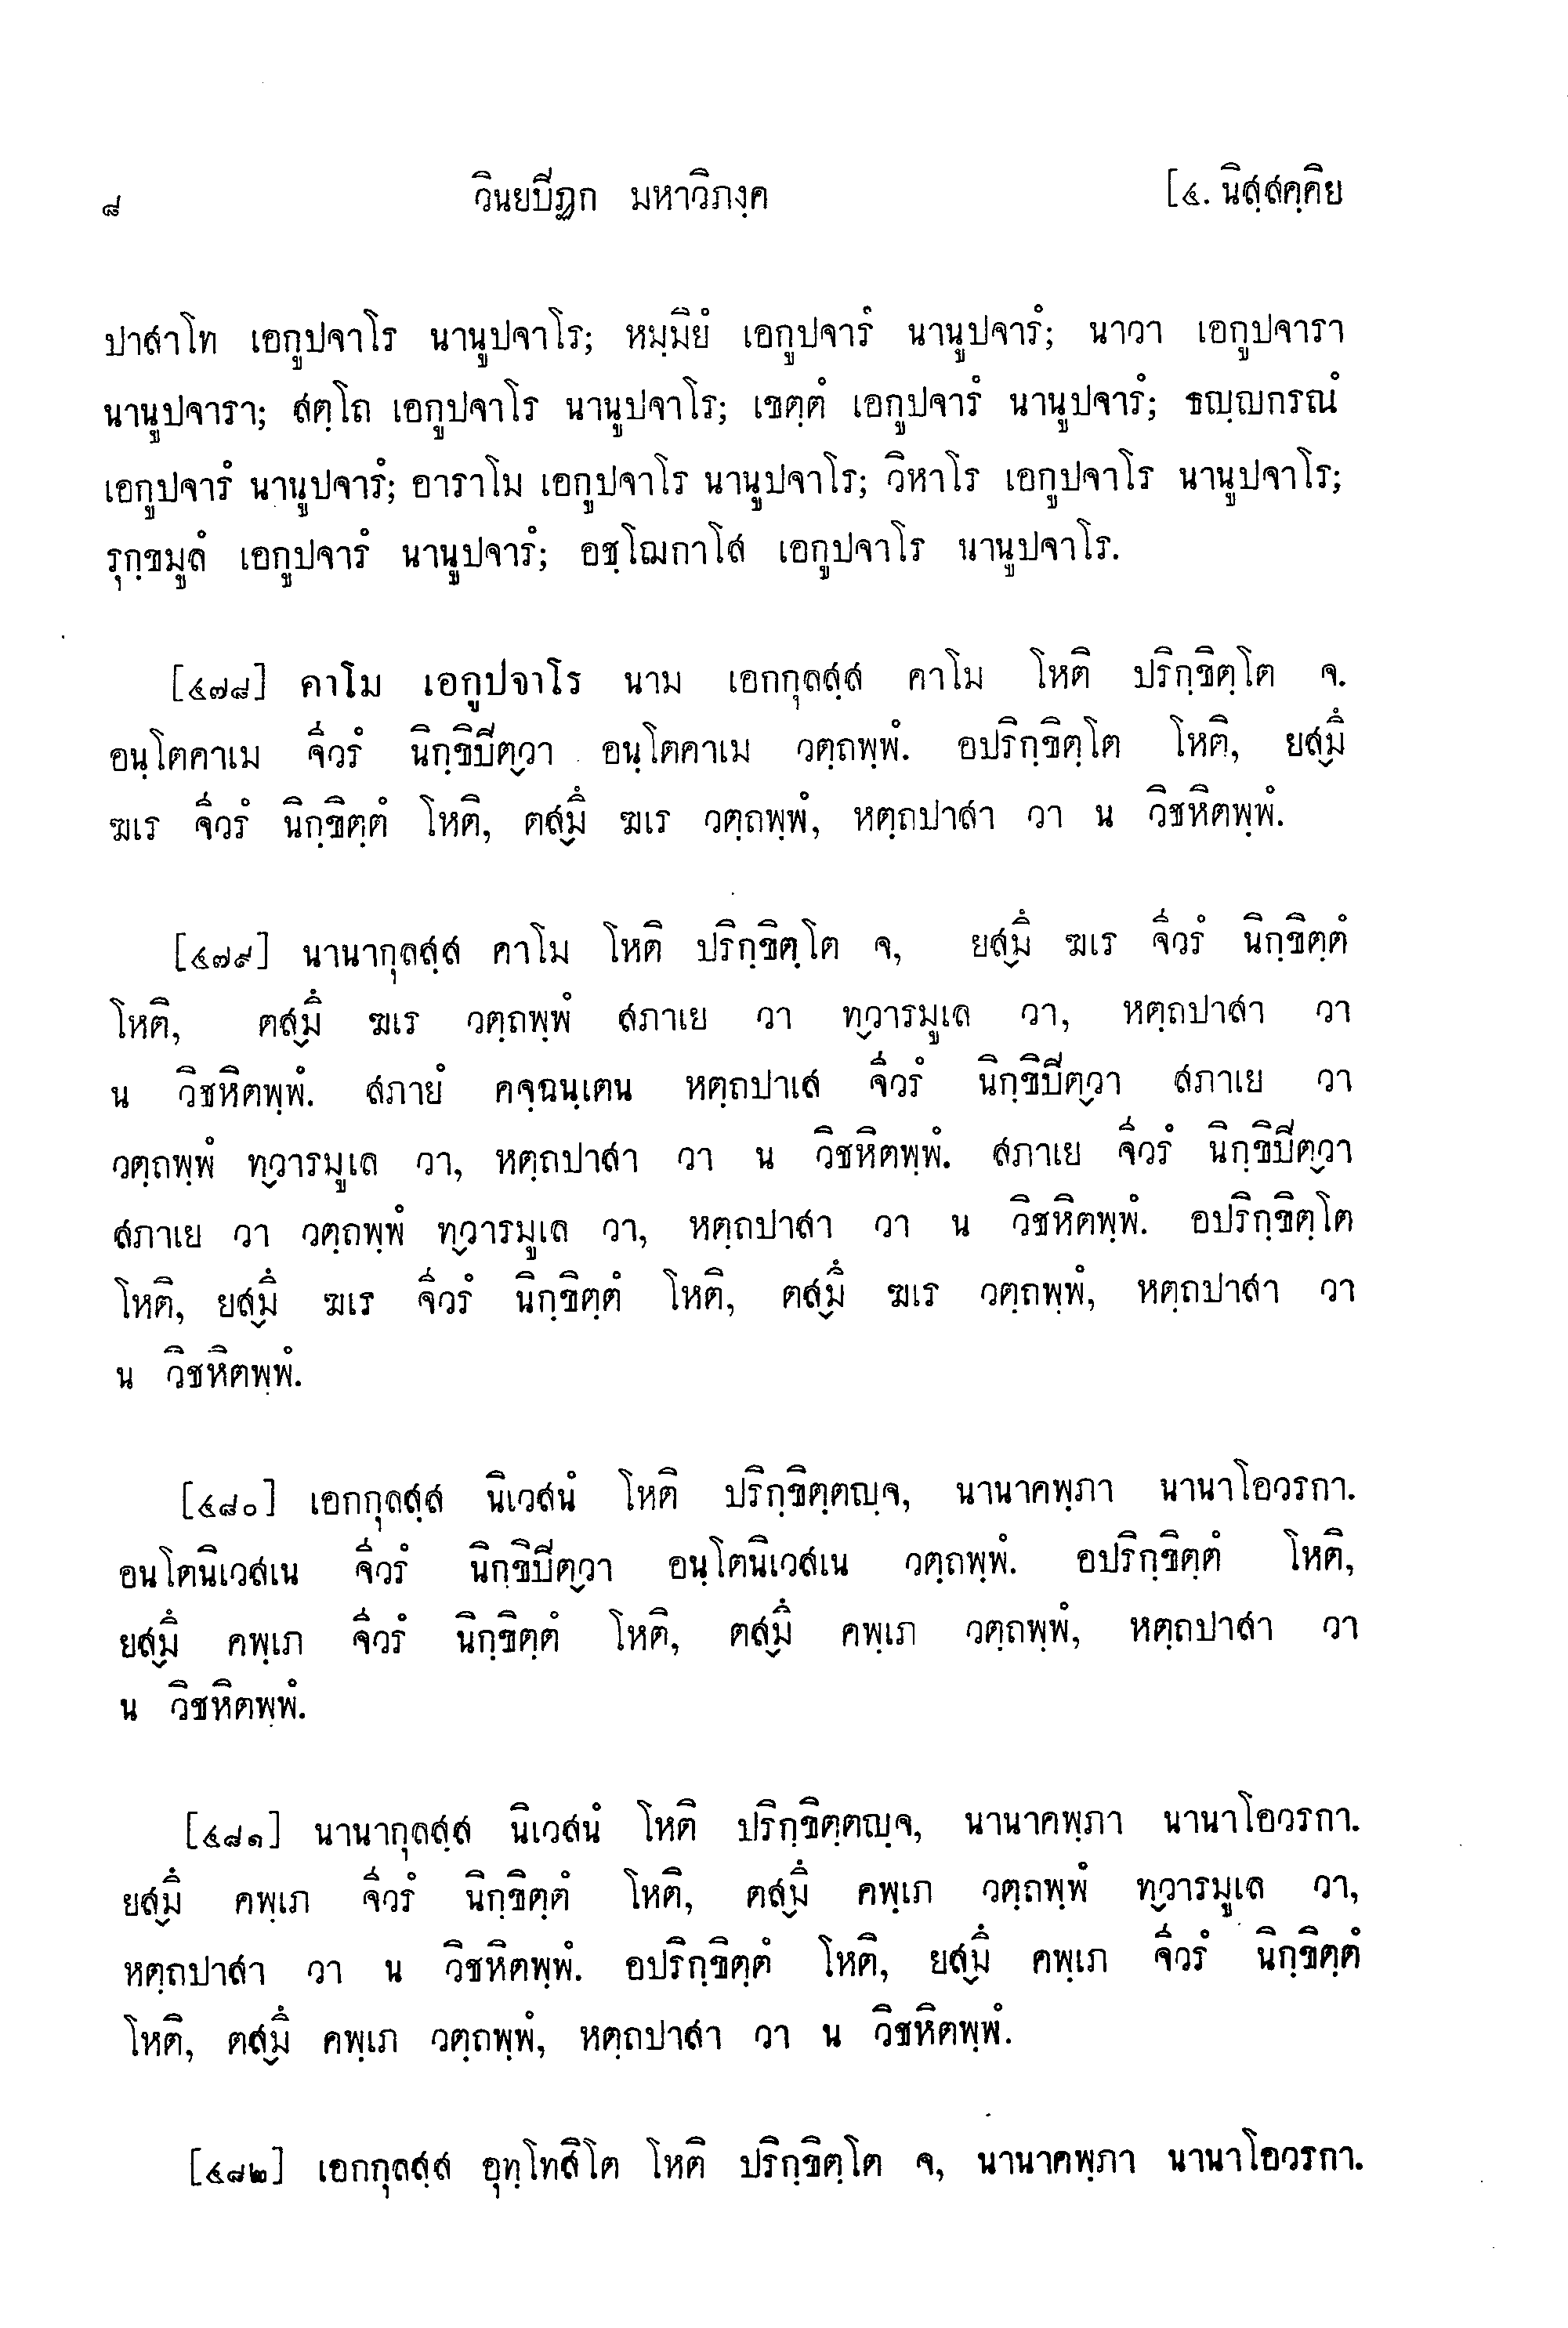 ๘ วินยปีฏก มหาวิภงฺค [๔. นิสฺสคฺคิย
ปาสาโท เอกูปจาโร นานูปจาโร; หมฺมิยํ เอกูปจารํ นานูปจารํ; นาวา เอกูปจารา
นานูปจารา; สตฺโถ เอกูปจาโร นานูปจาโร; เขตฺตํ เอกูปจารํ นานูปจารํ; ธญฺญกรณํ
เอกูปจารํ นานูปจารํ; อาราโม เอกูปจาโร นานูปจาโร; วิหาโร เอกูปจาโร นานูปจาโร;
รุกฺขมูลํ เอกูปจารํ นานูปจารํ; อชฺโฌกาโส เอกูปจาโร นานูปจาโร.
[๔๗๘] คาโม เอกูปจาโร นาม เอกกุลสฺส คาโม โหติ ปริกฺขิตฺโต จ.
อนฺโตคาเม จีวรํ นิกฺขิปีตฺวา อนฺโตคาเม วตฺถพฺพํ. อปริกฺขิตฺโต โหติ, ยสฺมิํ
ฆเร จีวรํ นิกฺขิตฺตํ โหติ, ตสฺมิํ ฆเร วตฺถพฺพํ, หตฺถปาสา วา น วิชหิตพฺพํ.
[๔๗๙] นานากุลสฺส คาโม โหติ ปริกฺขิตฺโต จ, ยสฺมิํ ฆเร จีวรํ นิกฺขิตฺตํ
โหติ, ตสฺมิํ ฆเร วตฺถพฺพํ สภาเย วา ทฺวารมูเล วา, หตฺถปาสา วา
น วิชหิตพฺพํ. สภายํ คจฺฉนฺเตน หตฺถปาเส จีวรํ นิกฺขิปีตฺวา สภาเย วา
วตฺถพฺพํ ทฺวารมูเล วา, หตฺถปาสา วา น วิชหิตพฺพํ. สภาเย จีวรํ นิกฺขิปีตฺวา
สภาเย วา วตฺถพฺพํ ทฺวารมูเล วา, หตฺถปาสา วา น วิชหิตพฺพํ. อปริกฺขิตฺโต
โหติ, ยสฺมิํ ฆเร จีวรํ นิกฺขิตฺตํ โหติ, ตสฺมิํ ฆเร วตฺถพฺพํ, หตฺถปาสา วา
น วิชหิตพฺพํ.
[๔๘๐] เอกกุลสฺส นิเวสนํ โหติ ปริกฺขิตฺตญฺจ, นานาคพฺภา นานาโอวรกา.
อนฺโตนิเวสเน จีวรํ นิกฺขิปีตฺวา อนฺโตนิเวสเน วตฺถพฺพํ. อปริกฺขิตฺตํ โหติ,
ยสฺมิํ คพฺเภ จีวรํ นิกฺขิตฺตํ โหติ, ตสฺมิํ คพฺเภ วตฺถพฺพํ, หตฺถปาสา วา
น วิชหิตพฺพํ.
[๔๘๑] นานากุลสฺส นิเวสนํ โหติ ปริกฺขิตฺตญฺจ, นานาคพฺภา นานาโอวรกา.
ยสฺมิํ คพฺเภ จีวรํ นิกฺขิตฺตํ โหติ, ตสฺมิํ คพฺเภ วตฺถพฺพํ ทฺวารมูเล วา,
หตฺถปาสา วา น วิชหิตพฺพํ. อปริกฺขิตฺตํ โหติ, ยสฺมิํ คพฺเภ จีวรํ นิกฺขิตฺตํ
โหติ, ตสฺมิํ คพฺเภ วตฺถพฺพํ, หตฺถปาสา วา น วิชหิตพฺพํ.
[๔๘๒] เอกกุลสฺส อุทฺโทสิโต โหติ ปริกฺขิตฺโต จ, นานาคพฺภา นานาโอวรกา.